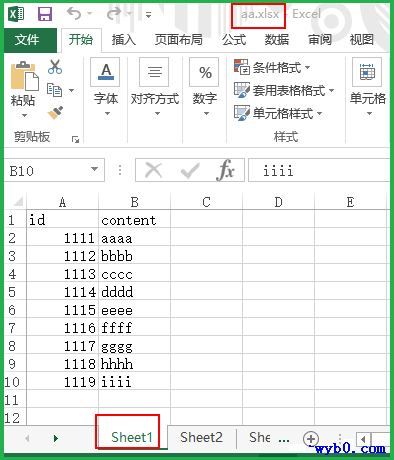 aa.xlsx - Excel
文件 开始 插入 页面布局 公式 数据 审阅 视图
粘贴 字体 对齐方式 % 数字 条件格式 套用表格格式 单元格样式 单元格
剪贴板 样式
B10 fx iiii
A B C D E
1 id content
2 1111 aaaa
3 1112 bbbb
4 1113 cccc
5 1114 dddd
6 1115 eeee
7 1116 ffff
8 1117 gggg
9 1118 hhhh
10 1119 iiii
11
12
Sheet1 Sheet2 She ...
wyb0.com